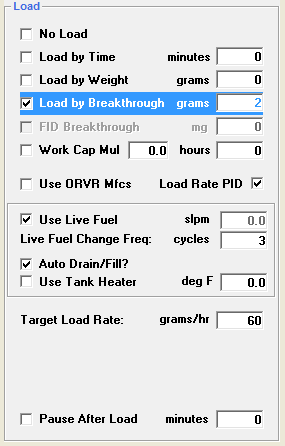 Load
No Load
Load by Time minutes 0
Load by Weight grams 0
Load by Breakthrough grams 2
FID Breakthrough mg 0
Work Cap Mul 0.0 hours 0
Use ORVR Mfcs Load Rate PID
Use Live Fuel slpm 0.0
Live Fuel Change Freq: cycles 3
Auto Drain/Fill?
Use Tank Heater deg F 0.0
Target Load Rate: grams/hr 60
Pause After Load minutes 0